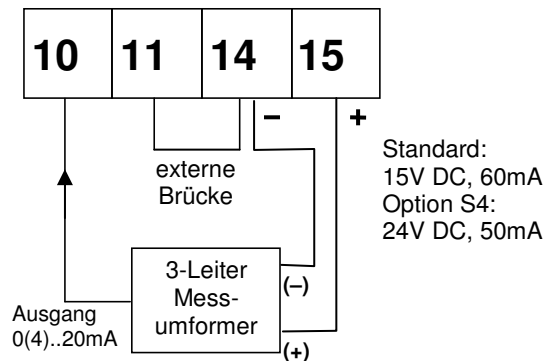 10 11 14 15
– +
externe
Brücke
Standard:
15V DC, 60mA
Option S4:
24V DC, 50mA
3-Leiter
Mess-
umformer
(–)
(+)
Ausgang
0(4)..20mA